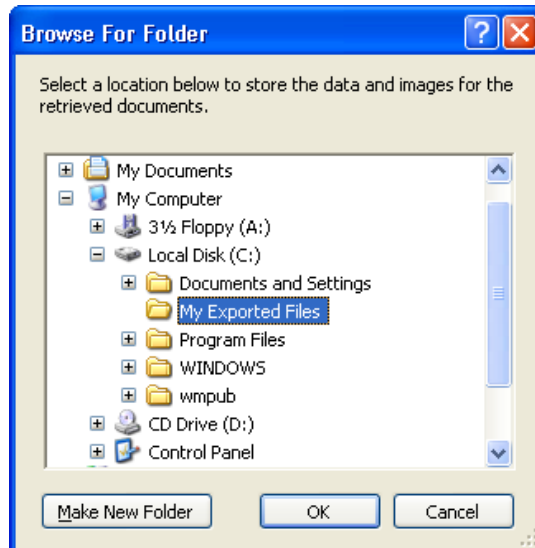 Browse For Folder
Select a location below to store the data and images for the
retrieved documents.
My Documents
My Computer
3½ Floppy (A:)
Local Disk (C:)
Documents and Settings
My Exported Files
Program Files
WINDOWS
wmpub
CD Drive (D:)
Control Panel
Make New Folder
OK
Cancel